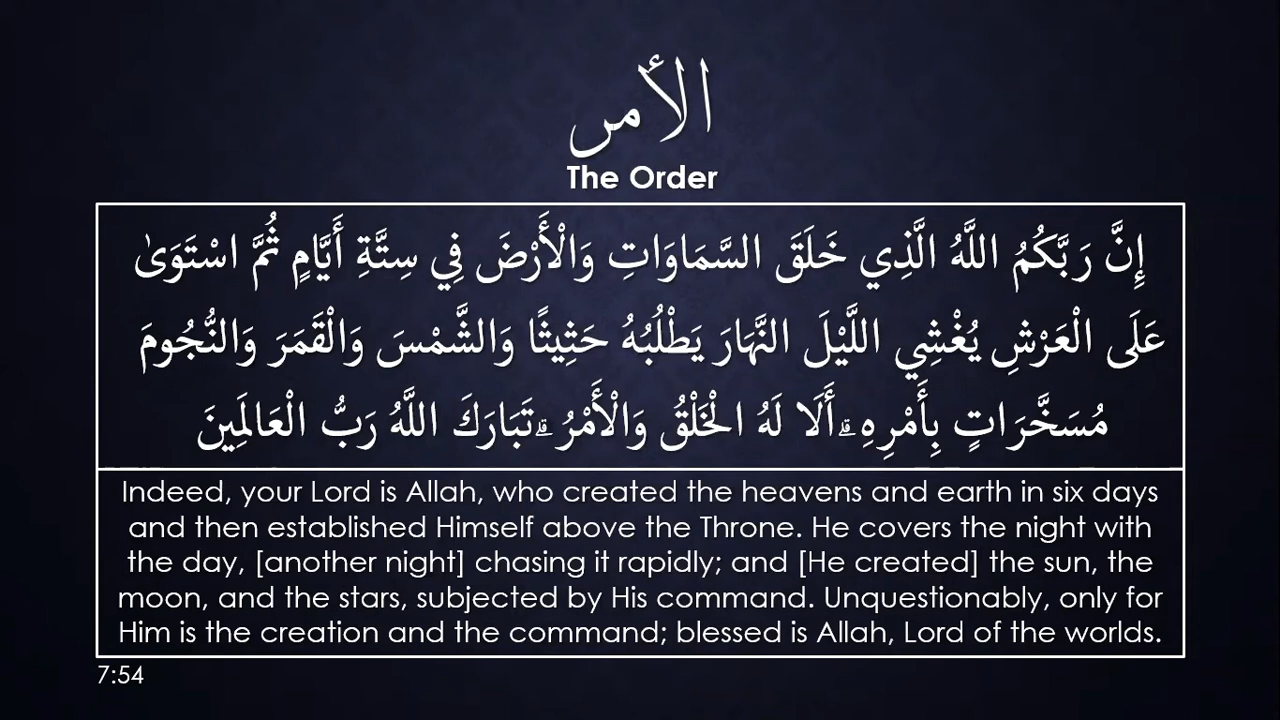 الأمر
The Order
إِنَّ رَبَّكُمُ اللَّهُ الَّذِي خَلَقَ السَّمَاوَاتِ وَالْأَرْضَ فِي سِتَّةِ أَيَّامٍ ثُمَّ اسْتَوَىٰ
عَلَى الْعَرْشِ يُغْشِي اللَّيْلَ النَّهَارَ يَطْلُبُهُ حَثِيثًا وَالشَّمْسَ وَالْقَمَرَ وَالنُّجُومَ
مُسَخَّرَاتٍ بِأَمْرِهِ ۗ أَلَا لَهُ الْخَلْقُ وَالْأَمْرُ ۗ تَبَارَكَ اللَّهُ رَبُّ الْعَالَمِينَ
Indeed, your Lord is Allah, who created the heavens and earth in six days
and then established Himself above the Throne. He covers the night with
the day, [another night] chasing it rapidly; and [He created] the sun, the
moon, and the stars, subjected by His command. Unquestionably, only for
Him is the creation and the command; blessed is Allah, Lord of the worlds.
7:54